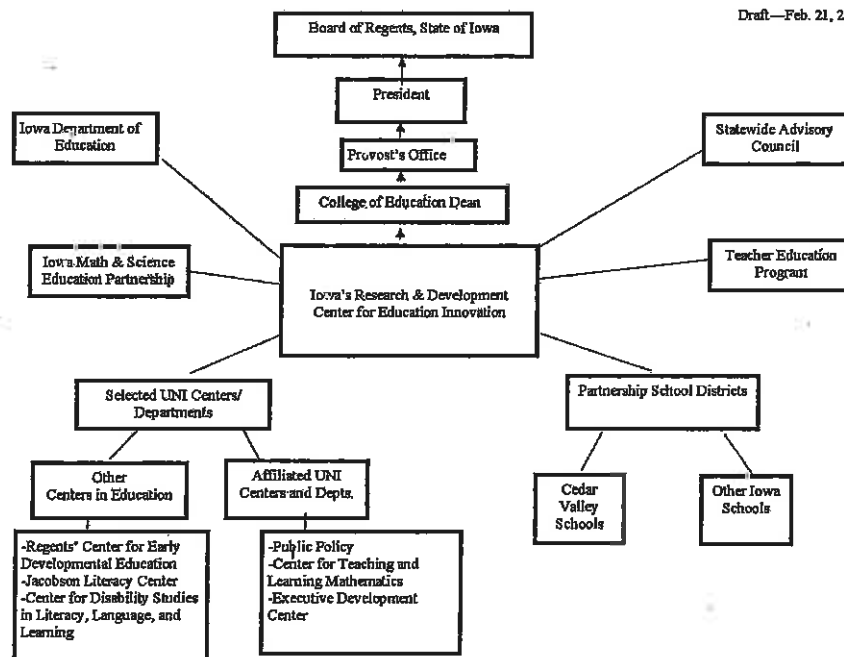 Draft—Feb. 21, 2
Board of Regents, State of Iowa
President
Provost's Office
College of Education Dean
Iowa Department of
Education
Statewide Advisory
Council
Iowa Math & Science
Education Partnership
Iowa's Research & Development
Center for Education Innovation
Teacher Education
Program
Selected UNI Centers/
Departments
Partnership School Districts
Other
Centers in Education
Affiliated UNI
Centers and Depts.
Cedar
Valley
Schools
Other Iowa
Schools
-Regents' Center for Early
Developmental Education
-Jacobson Literacy Center
-Center for Disability Studies
in Literacy, Language, and
Learning
-Public Policy
-Center for Teaching and
Learning Mathematics
-Executive Development
Center